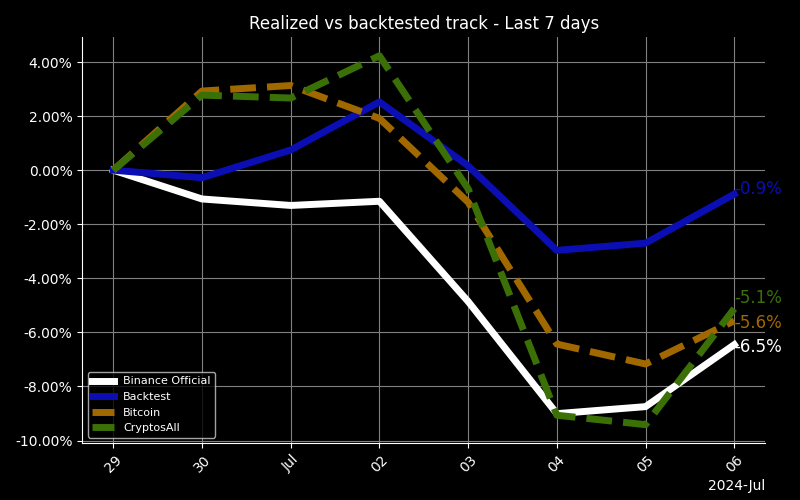 Realized vs backtested track - Last 7 days
4.00%
2.00%
0.00%
-2.00%
-4.00%
-6.00%
-8.00%
-10.00%
-0.9%
-5.1%
-5.6%
-6.5%
Binance Official
Backtest
Bitcoin
CryptosAll
29
30
Jul
02
03
04
05
06
2024-Jul